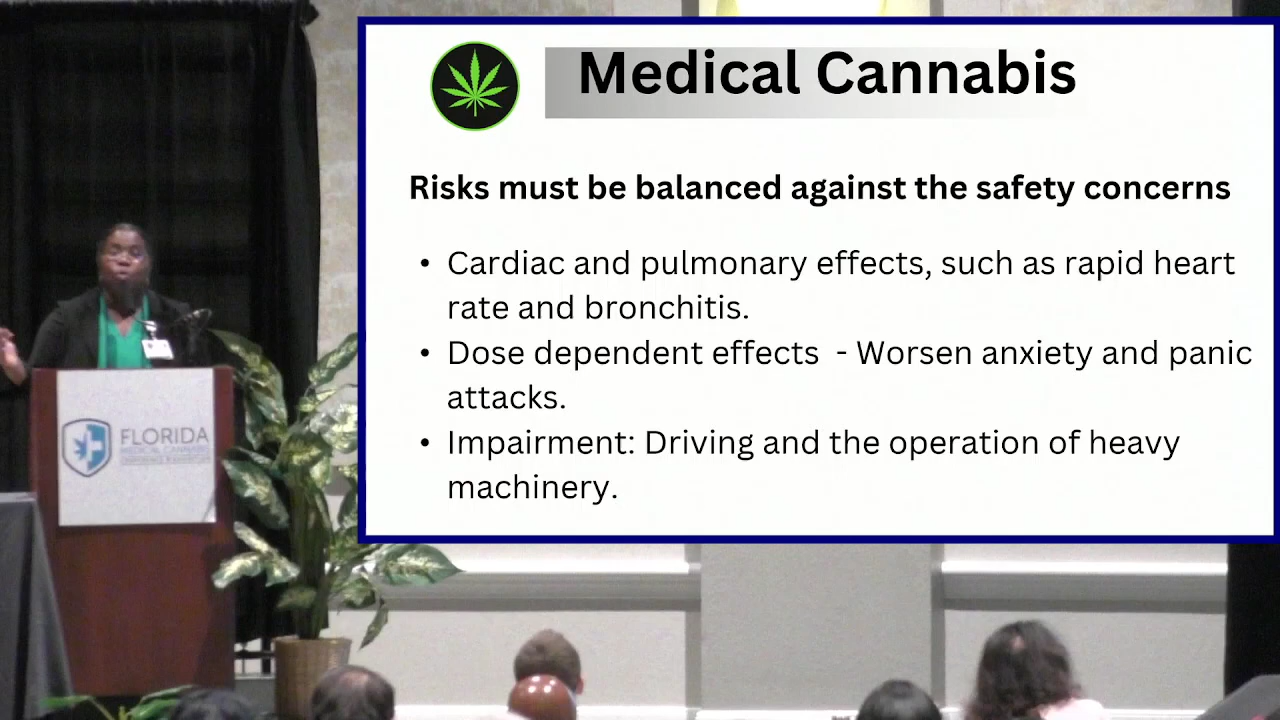 Medical Cannabis
Risks must be balanced against the safety concerns
• Cardiac and pulmonary effects, such as rapid heart
rate and bronchitis.
• Dose dependent effects - Worsen anxiety and panic
attacks.
• Impairment: Driving and the operation of heavy
machinery.
FLORIDA
MEDICAL CANNABIS